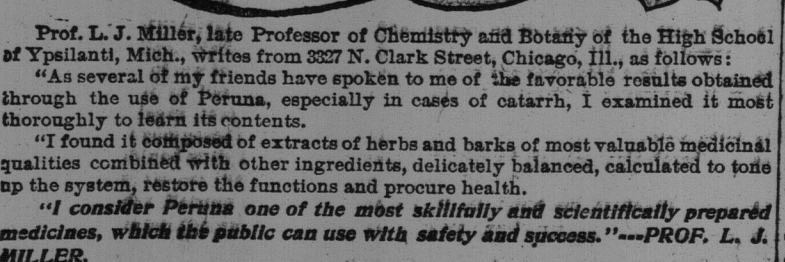 Prof. L. J. Miller, late Professor of Chemistry and Botany of the High School
of Ypsilanti, Mich., writes from 3327 N. Clark Street, Chicago, Ill., as follows:
"As several of my friends have spoken to me of the favorable results obtained
through the use of Peruna, especially in cases of catarrh, I examined it most
thoroughly to learn its contents.
"I found it composed of extracts of herbs and barks of most valuable medicinal
qualities combined with other ingredients, delicately balanced, calculated to tone
up the system, restore the functions and procure health.
"I consider Peruna one of the most skillfully and scientifically prepared
medicines, which the public can use with safety and success."---PROF. L. J.
MILLER.